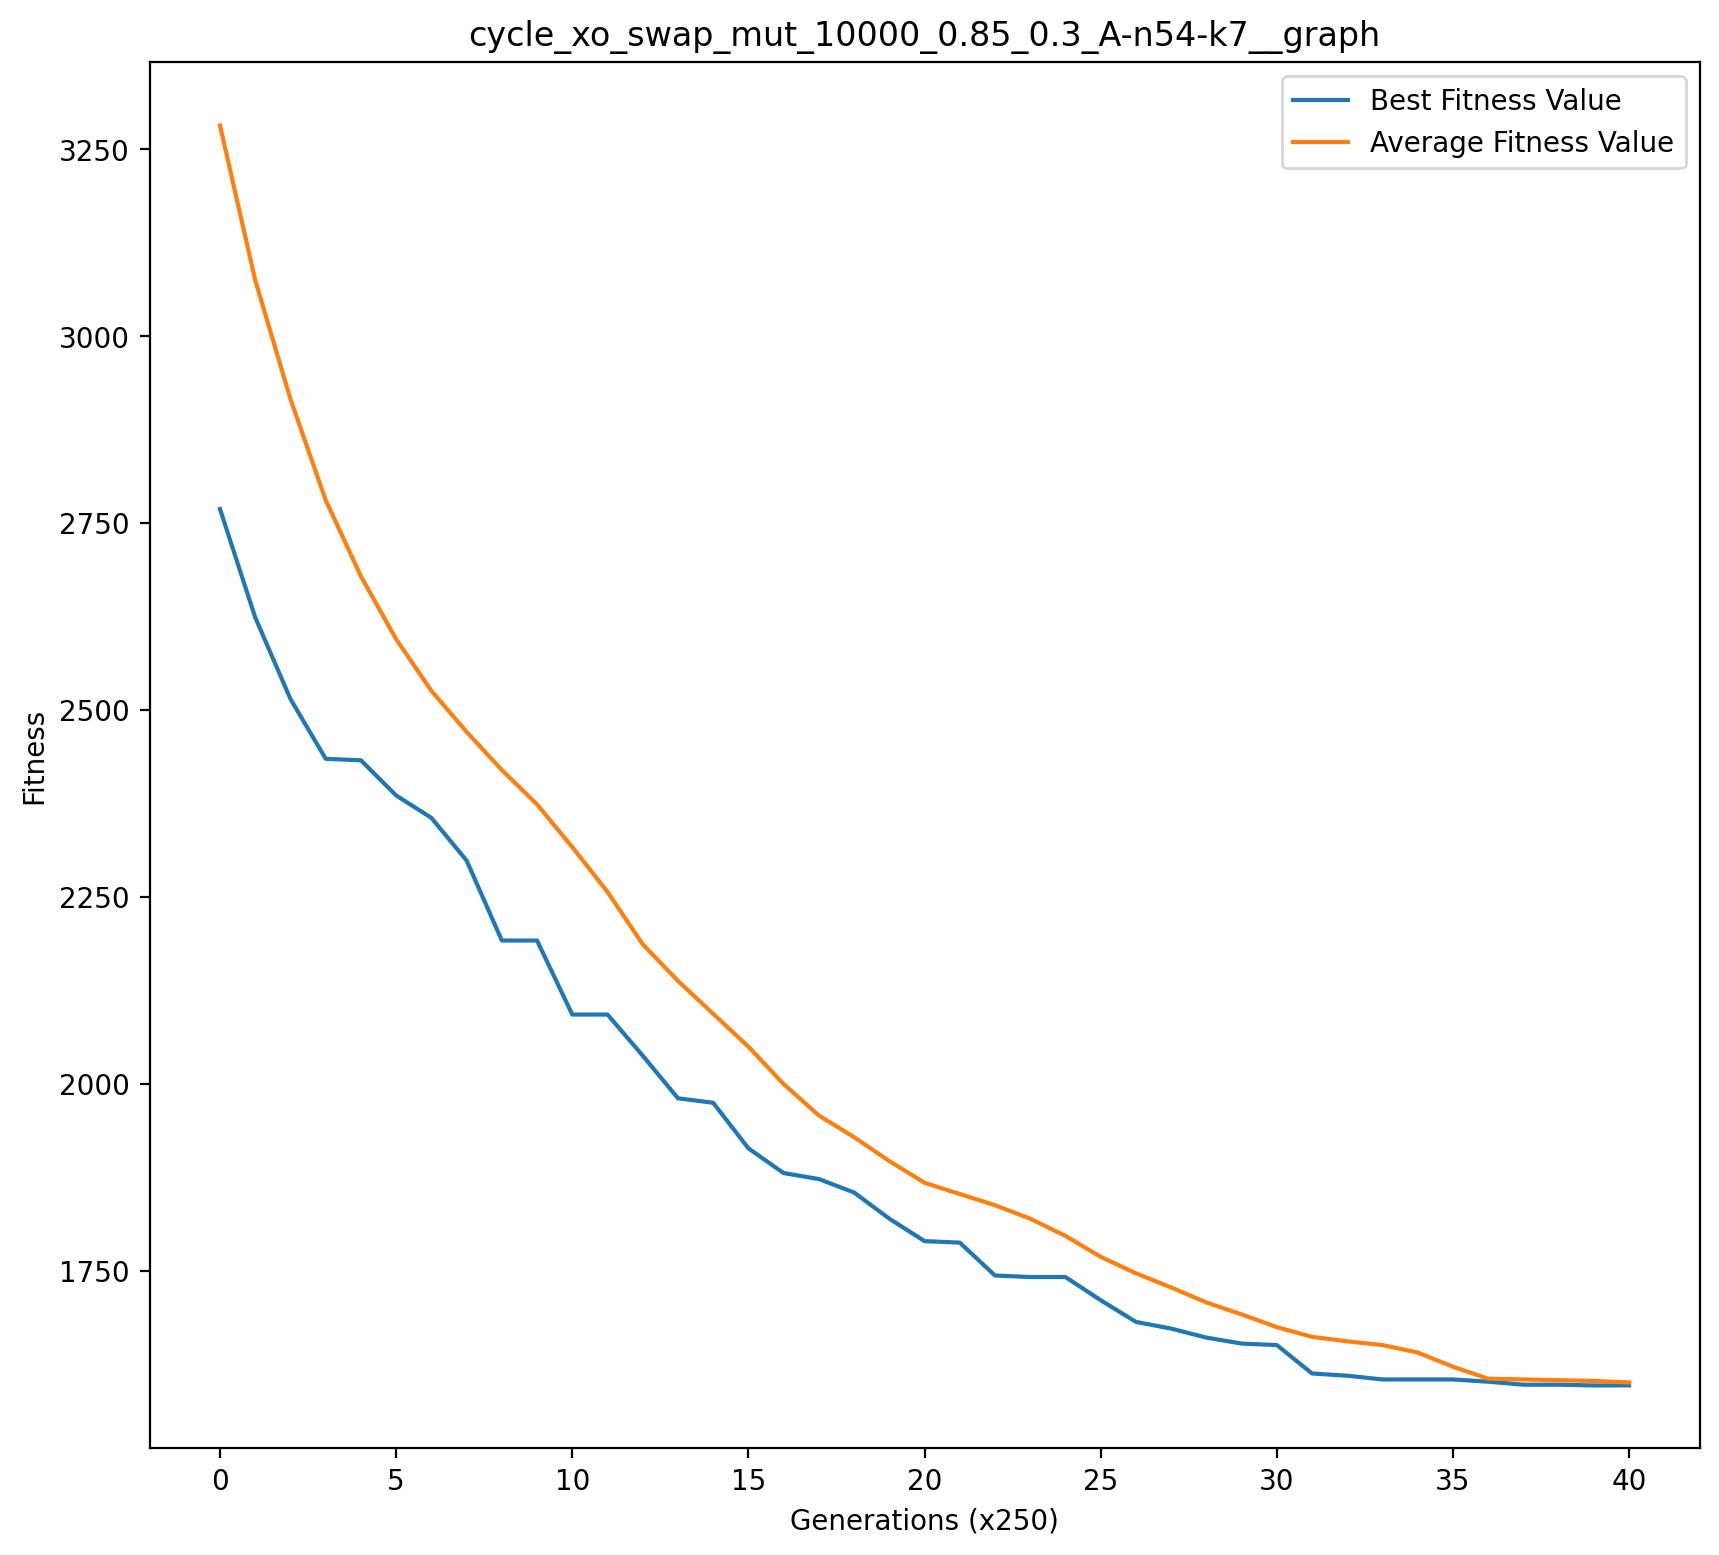 cycle_xo_swap_mut_10000_0.85_0.3_A-n54-k7__graph
Best Fitness Value
Average Fitness Value
Fitness
3250
3000
2750
2500
2250
2000
1750
0 5 10 15 20 25 30 35 40
Generations (x250)